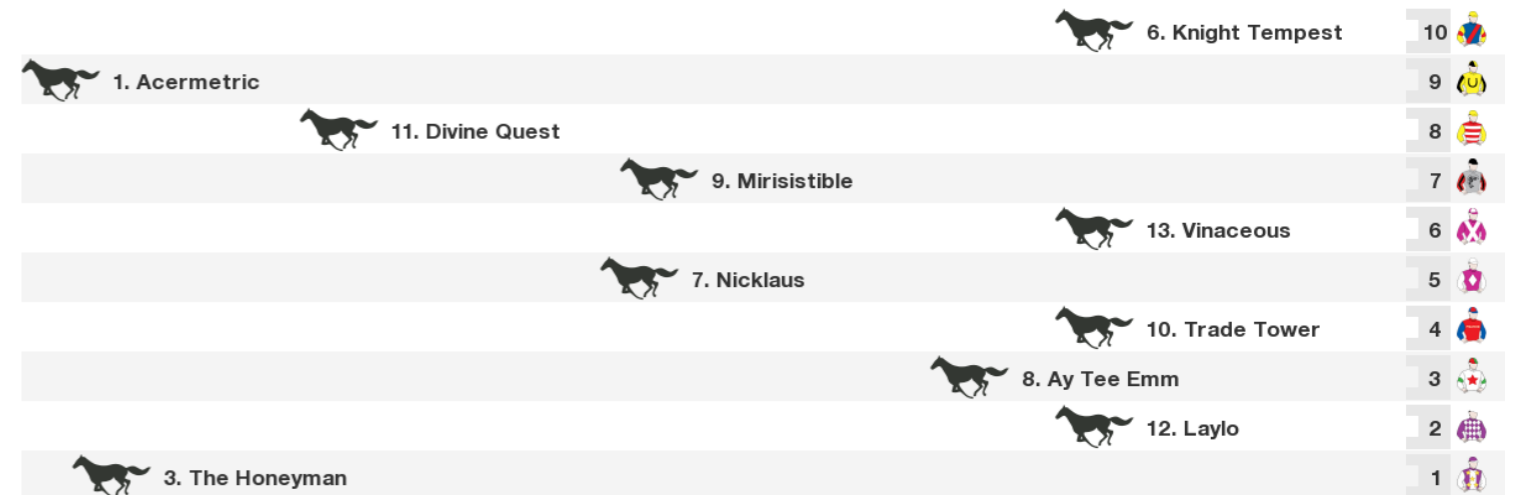 6. Knight Tempest 10
1. Acermetric 9
U
11. Divine Quest 8
9. Mirisistible 7
13. Vinaceous 6
7. Nicklaus 5
10. Trade Tower 4
8. Ay Tee Emm 3
12. Laylo 2
3. The Honeyman 1